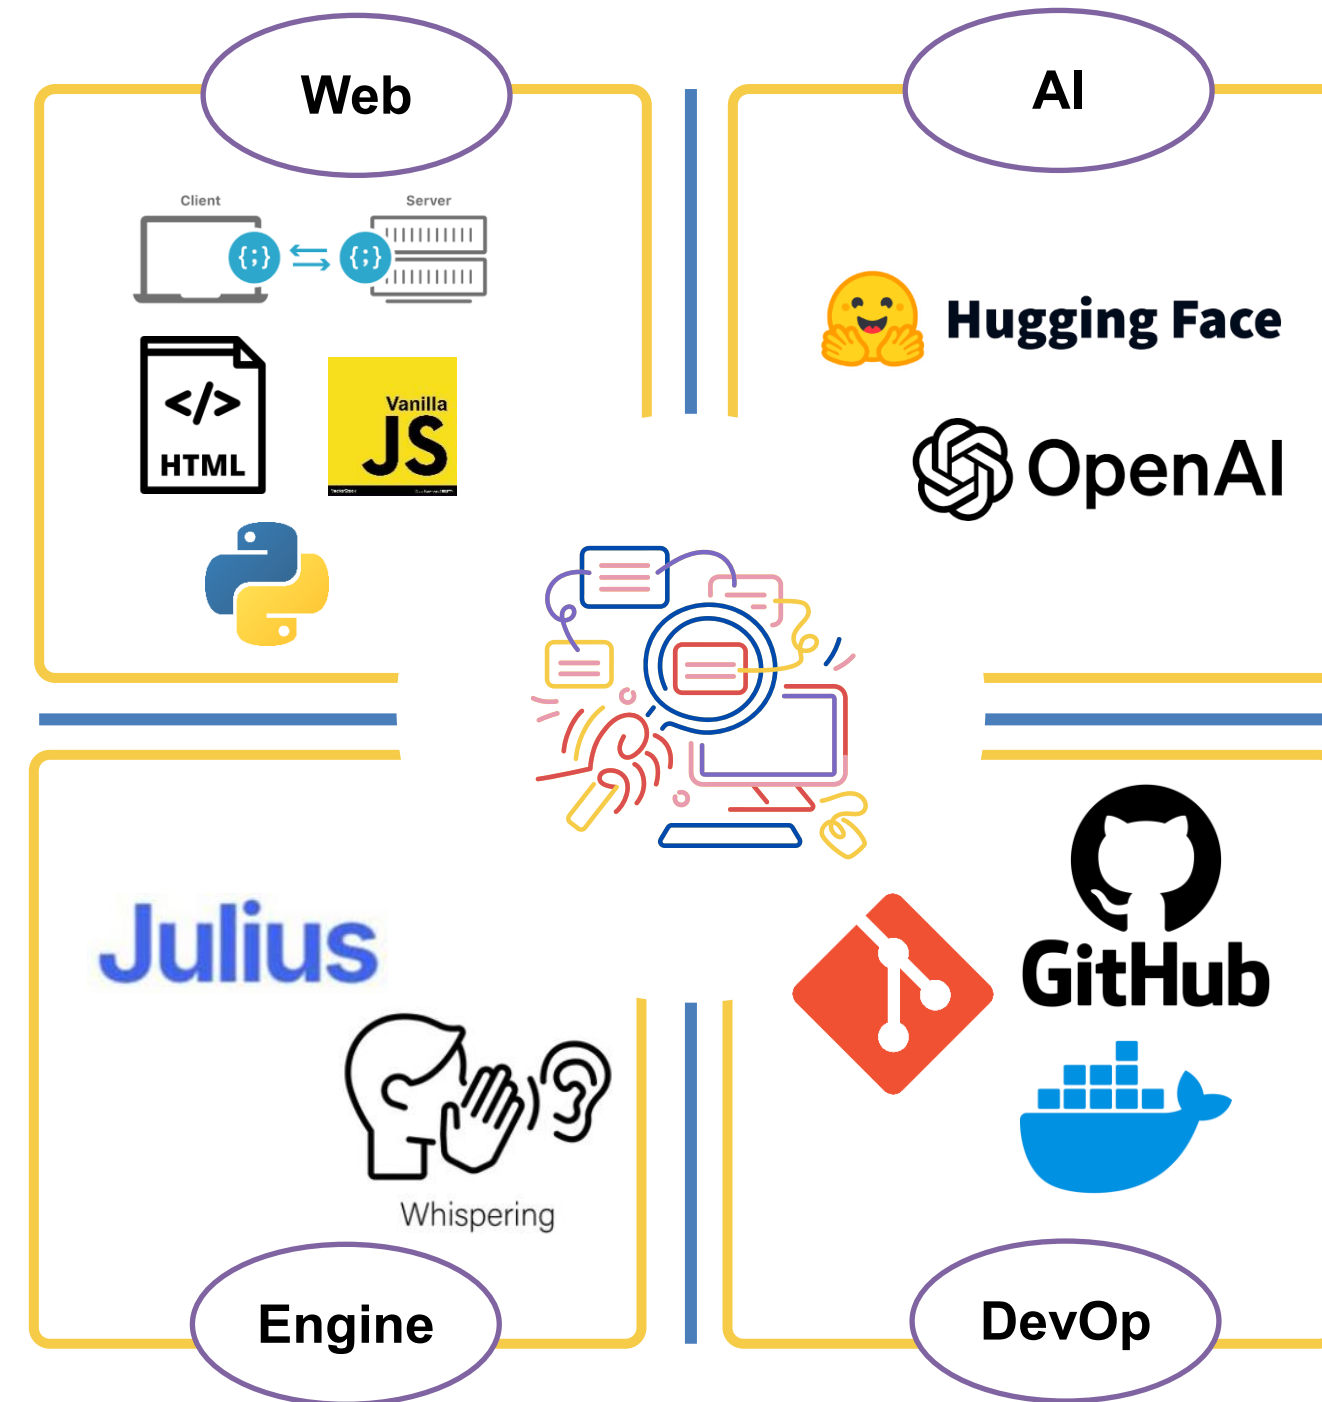 Web
AI
Client
Server
{;}
{;}
</>
HTML
Vanilla
JS
Hugging Face
OpenAI
Julius
Whispering
GitHub
Engine
DevOp